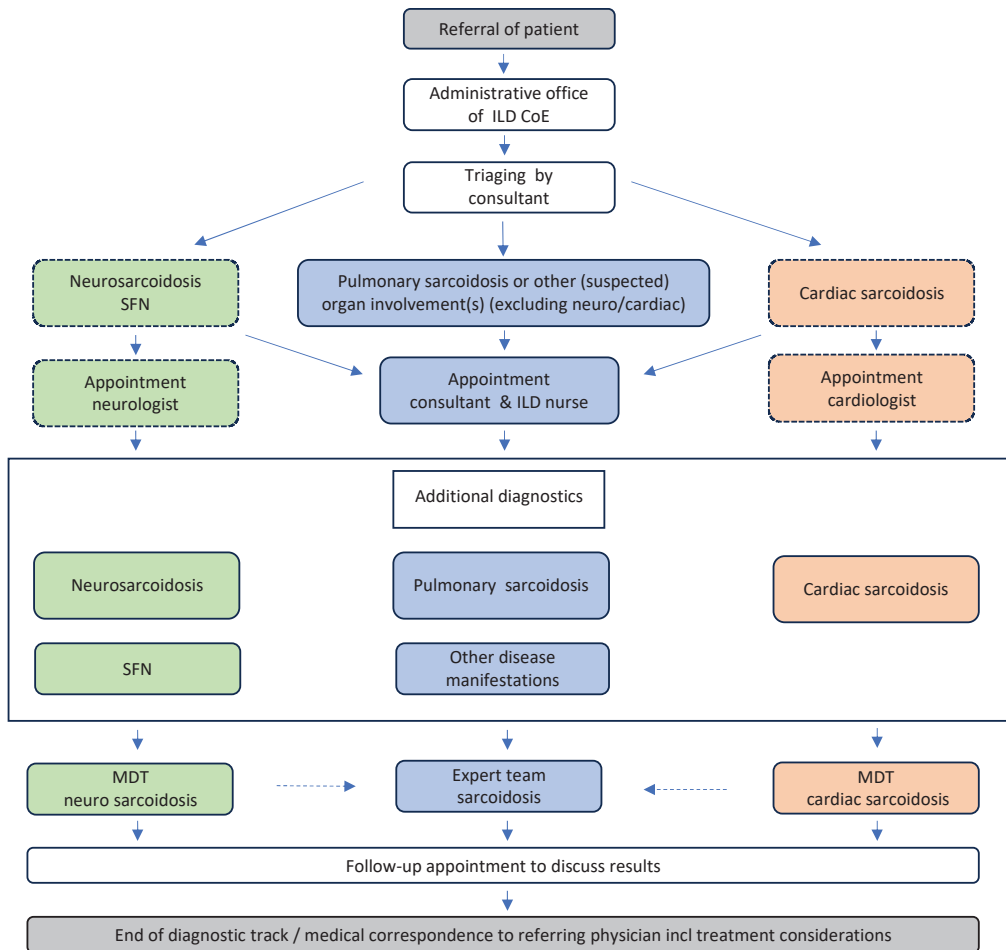 Referral of patient
Administrative office
of ILD CoE
Triaging by
consultant
Neurosarcoidosis
SFN
Pulmonary sarcoidosis or other (suspected)
organ involvement(s) (excluding neuro/cardiac)
Cardiac sarcoidosis
Appointment
neurologist
Appointment
consultant & ILD nurse
Appointment
cardiologist
Additional diagnostics
Neurosarcoidosis
Pulmonary sarcoidosis
Cardiac sarcoidosis
SFN
Other disease
manifestations
MDT
neuro sarcoidosis
Expert team
sarcoidosis
MDT
cardiac sarcoidosis
Follow-up appointment to discuss results
End of diagnostic track / medical correspondence to referring physician incl treatment considerations